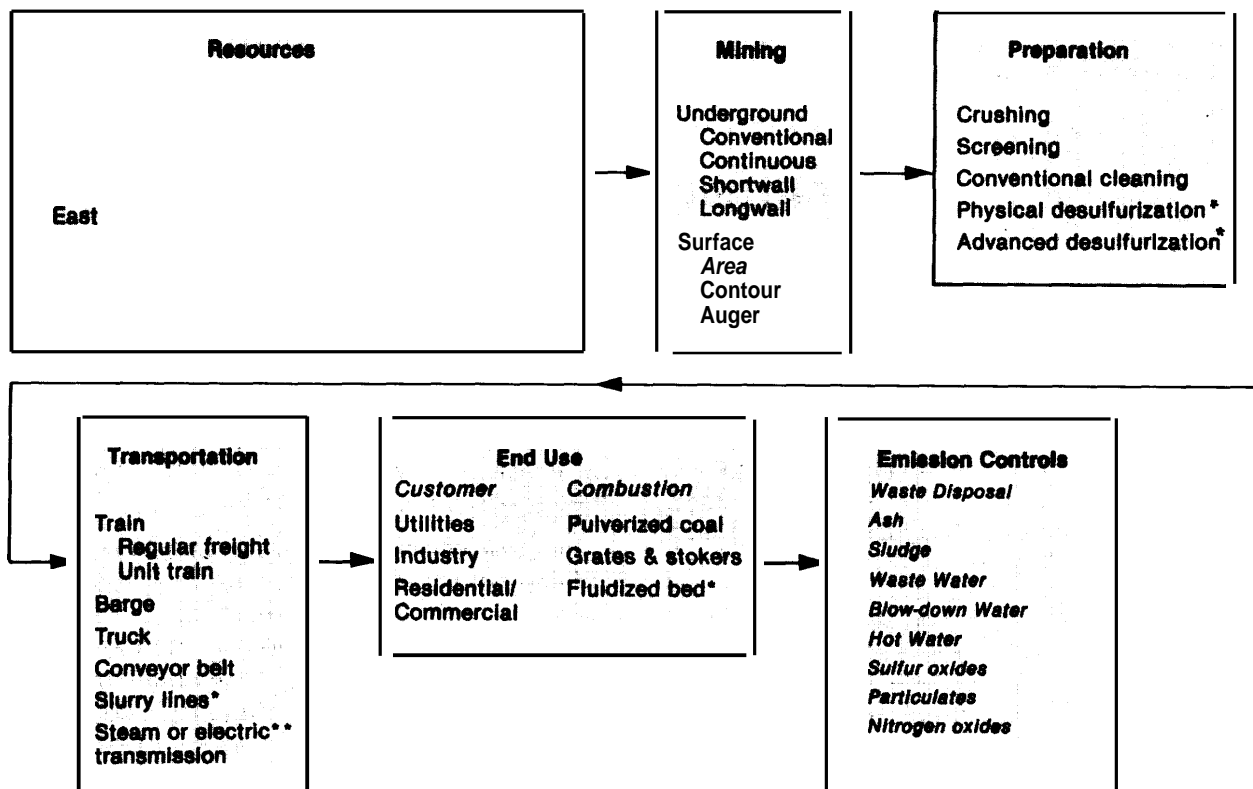 Resources
East
Mining
Underground
Conventional
Continuous
Shortwall
Longwall
Surface
Area
Contour
Auger
Preparation
Crushing
Screening
Conventional cleaning
Physical desulfurization*
Advanced desulfurization*
Transportation
Train
Regular freight
Unit train
Barge
Truck
Conveyor belt
Slurry lines*
Steam or electric**
transmission
End Use
Customer Combustion
Utilities Pulverized coal
Industry Grates & stokers
Residential/ Fluidized bed*
Commercial
Emission Controls
Waste Disposal
Ash
Sludge
Waste Water
Blow-down Water
Hot Water
Sulfur oxides
Particulates
Nitrogen oxides